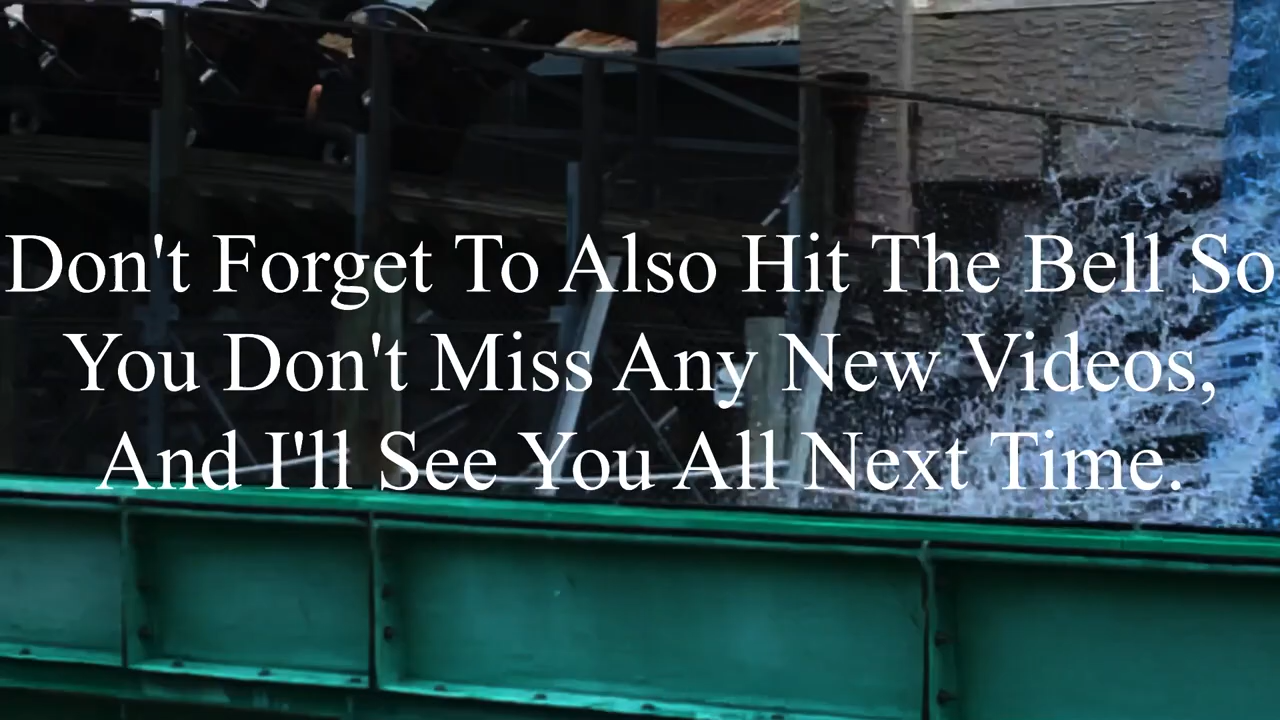 Don't Forget To Also Hit The Bell So
You Don't Miss Any New Videos,
And I'll See You All Next Time.